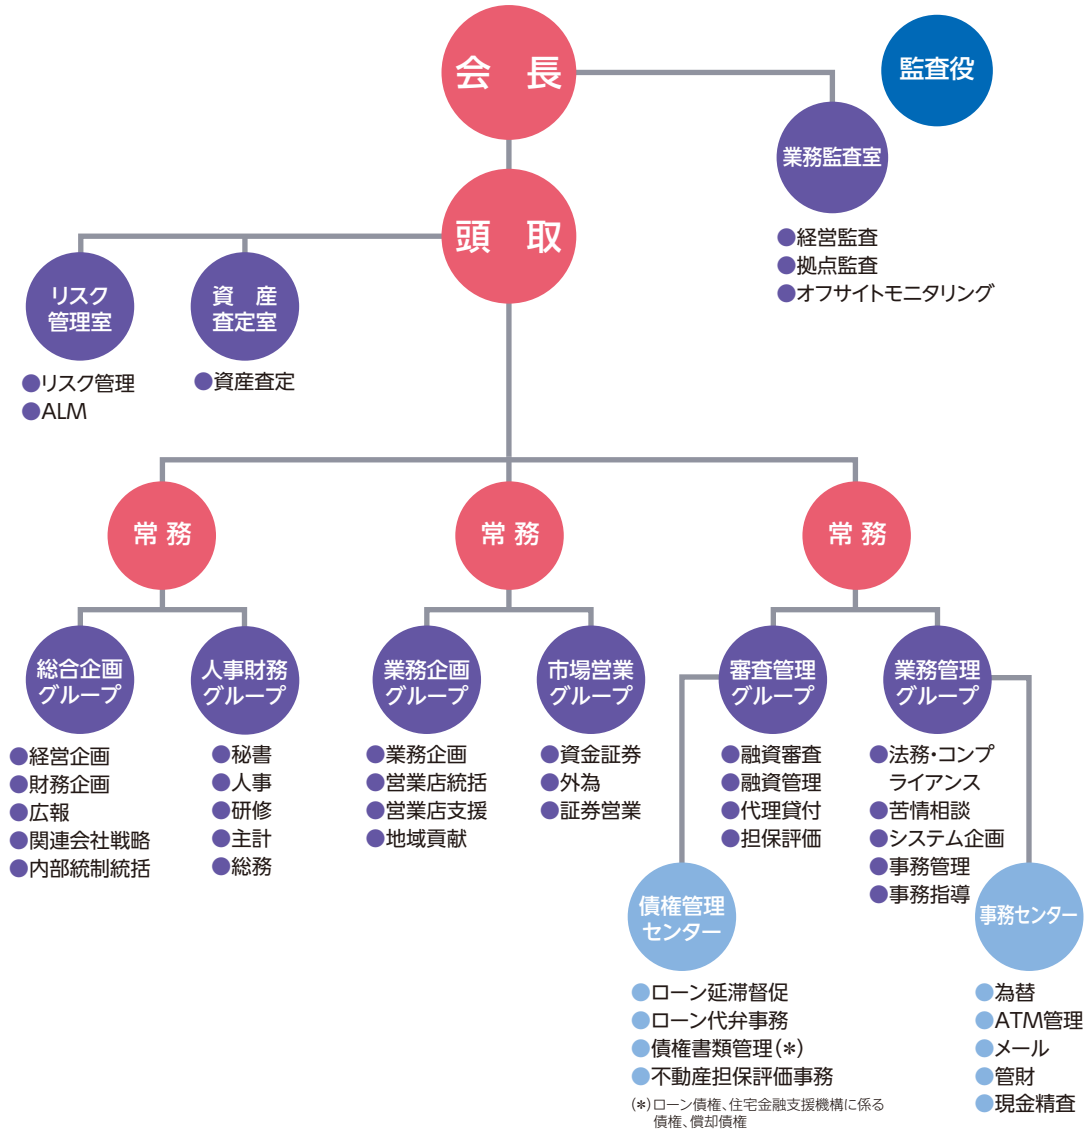 会 長
監査役
業務監査室
●経営監査
●拠点監査
●オフサイトモニタリング
頭 取
リスク
管理室
●リスク管理
●ALM
資 産
査定室
●資産査定
常 務
常 務
常 務
総合企画
グループ
●経営企画
●財務企画
●広報
●関連会社戦略
●内部統制統括
人事財務
グループ
●秘書
●人事
●研修
●主計
●総務
業務企画
グループ
●業務企画
●営業店統括
●営業店支援
●地域貢献
市場営業
グループ
●資金証券
●外為
●証券営業
審査管理
グループ
●融資審査
●融資管理
●代理貸付
●担保評価
業務管理
グループ
●法務・コンプ
ライアンス
●苦情相談
●システム企画
●事務管理
●事務指導
債権管理
センター
●ローン延滞督促
●ローン代弁事務
●債権書類管理(*)
●不動産担保評価事務
(*)ローン債権、住宅金融支援機構に係る
債権、償却債権
事務センター
●為替
●ATM管理
●メール
●管財
●現金精査